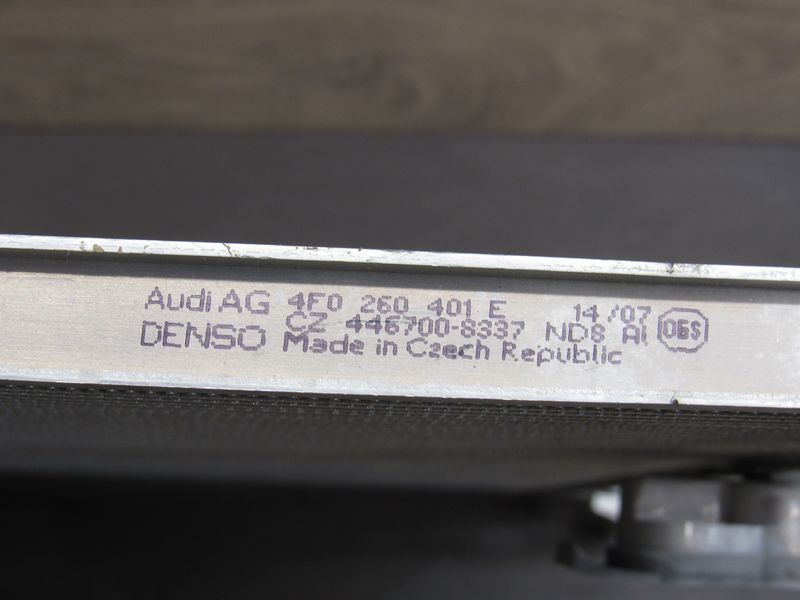 Audi AG 4F0 260 401 E 14/07
CZ 446700-8337 ND8 Al
DENSO Made in Czech Republic